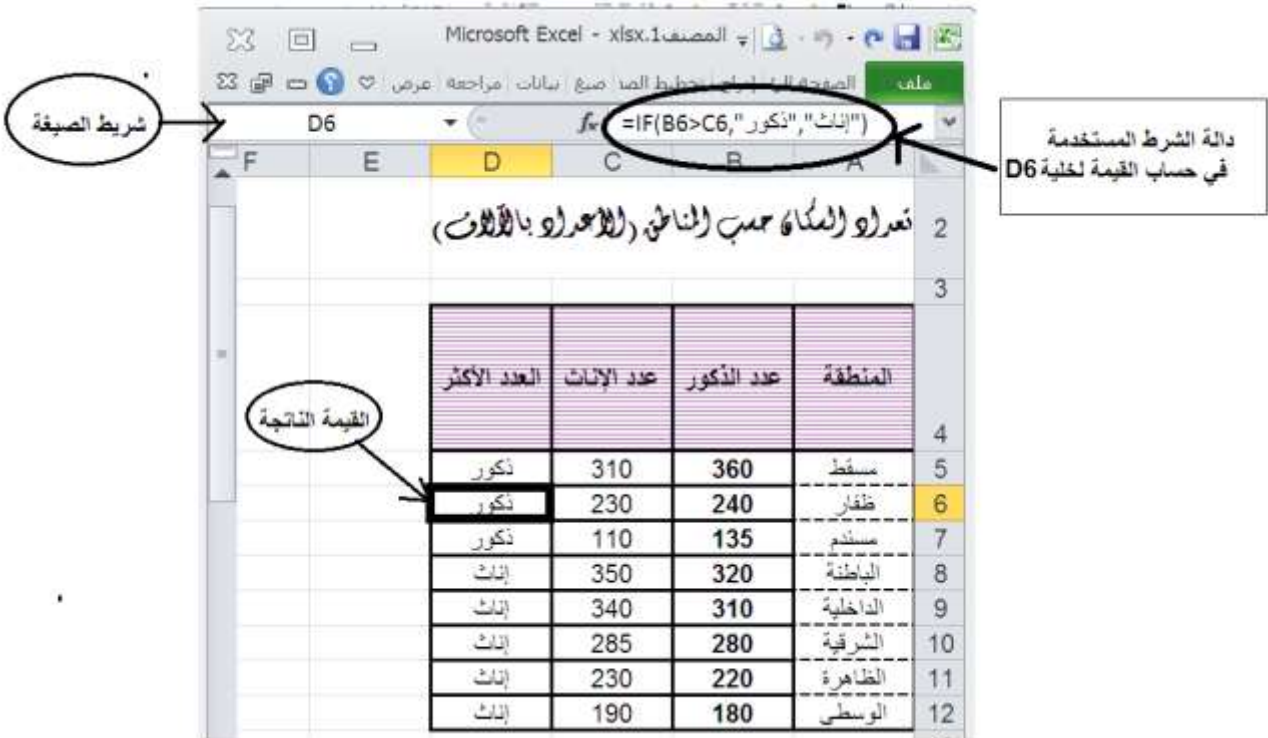 Microsoft Excel - xlsx.1المصنف
ملف
صيغ بيانات مراجعة عرض
D6
fx =IF(B6>C6,"ذكور","إناث")
شريط الصيغة
دالة الشرط المستخدمة
في حساب القيمة لخلية D6
A B C D E F
2 تعداد السكان حسب المناطق (الأعداد بالآلاف)
3
4 المنطقة عدد الذكور عدد الإناث العدد الأكثر
القيمة الناتجة
5 مسقط 360 310 ذكور
6 ظفار 240 230 ذكور
7 مسندم 135 110 ذكور
8 الباطنة 320 350 إناث
9 الداخلية 310 340 إناث
10 الشرقية 280 285 إناث
11 الظاهرة 220 230 إناث
12 الوسطى 180 190 إناث